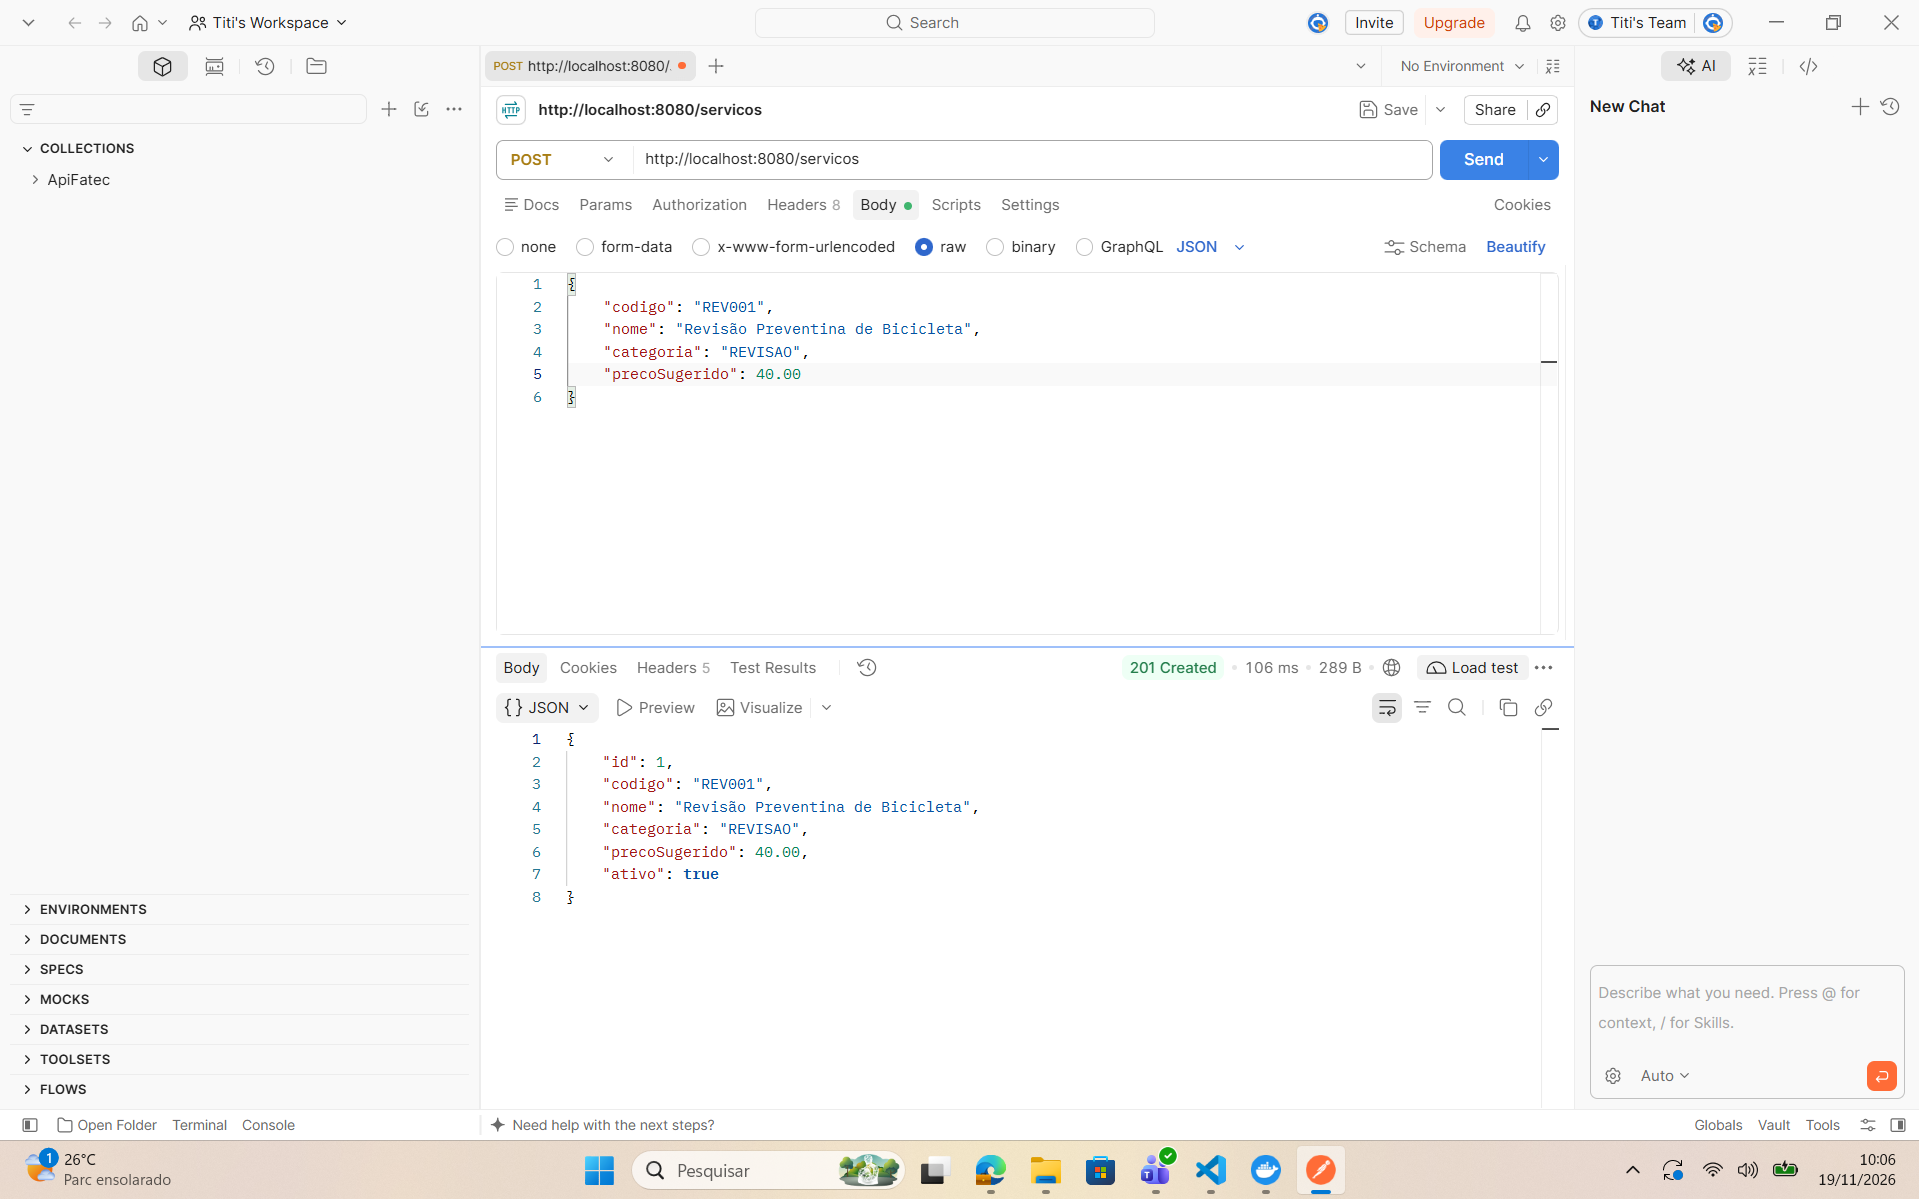 Titi's Workspace
Search
Invite
Upgrade
Titi's Team
POST http://localhost:8080/.
No Environment
AI
HTTP http://localhost:8080/servicos
Save
Share
New Chat
COLLECTIONS
ApiFatec
POST http://localhost:8080/servicos
Send
Docs Params Authorization Headers 8 Body Scripts Settings Cookies
none form-data x-www-form-urlencoded raw binary GraphQL JSON Schema Beautify
1 {
2 "codigo": "REV001",
3 "nome": "Revisão Preventina de Bicicleta",
4 "categoria": "REVISAO",
5 "precoSugerido": 40.00
6 }
Body Cookies Headers 5 Test Results 201 Created 106 ms 289 B Load test
{} JSON Preview Visualize
1 {
2 "id": 1,
3 "codigo": "REV001",
4 "nome": "Revisão Preventina de Bicicleta",
5 "categoria": "REVISAO",
6 "precoSugerido": 40.00,
7 "ativo": true
8 }
ENVIRONMENTS
DOCUMENTS
SPECS
MOCKS
DATASETS
TOOLSETS
FLOWS
Describe what you need. Press @ for
context, / for Skills.
Auto
Open Folder Terminal Console
Need help with the next steps?
Globals Vault Tools
1
26°C
Parc ensolarado
Pesquisar
10:06
19/11/2026